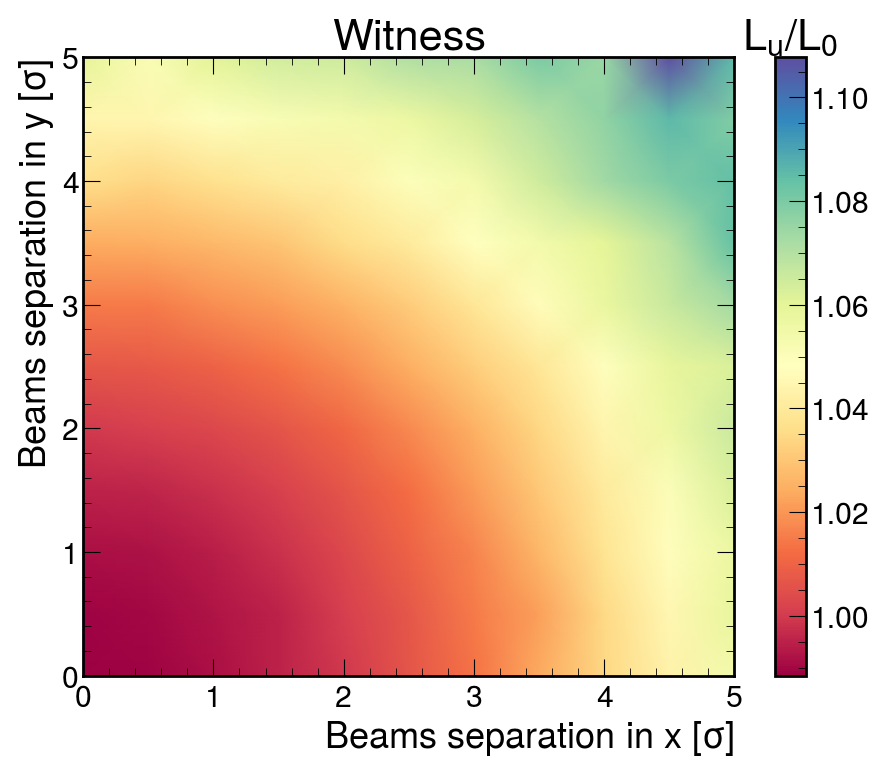 Witness
Lu/L0
Beams separation in y [σ]
5
4
3
2
1
0
0 1 2 3 4 5
Beams separation in x [σ]
1.10
1.08
1.06
1.04
1.02
1.00